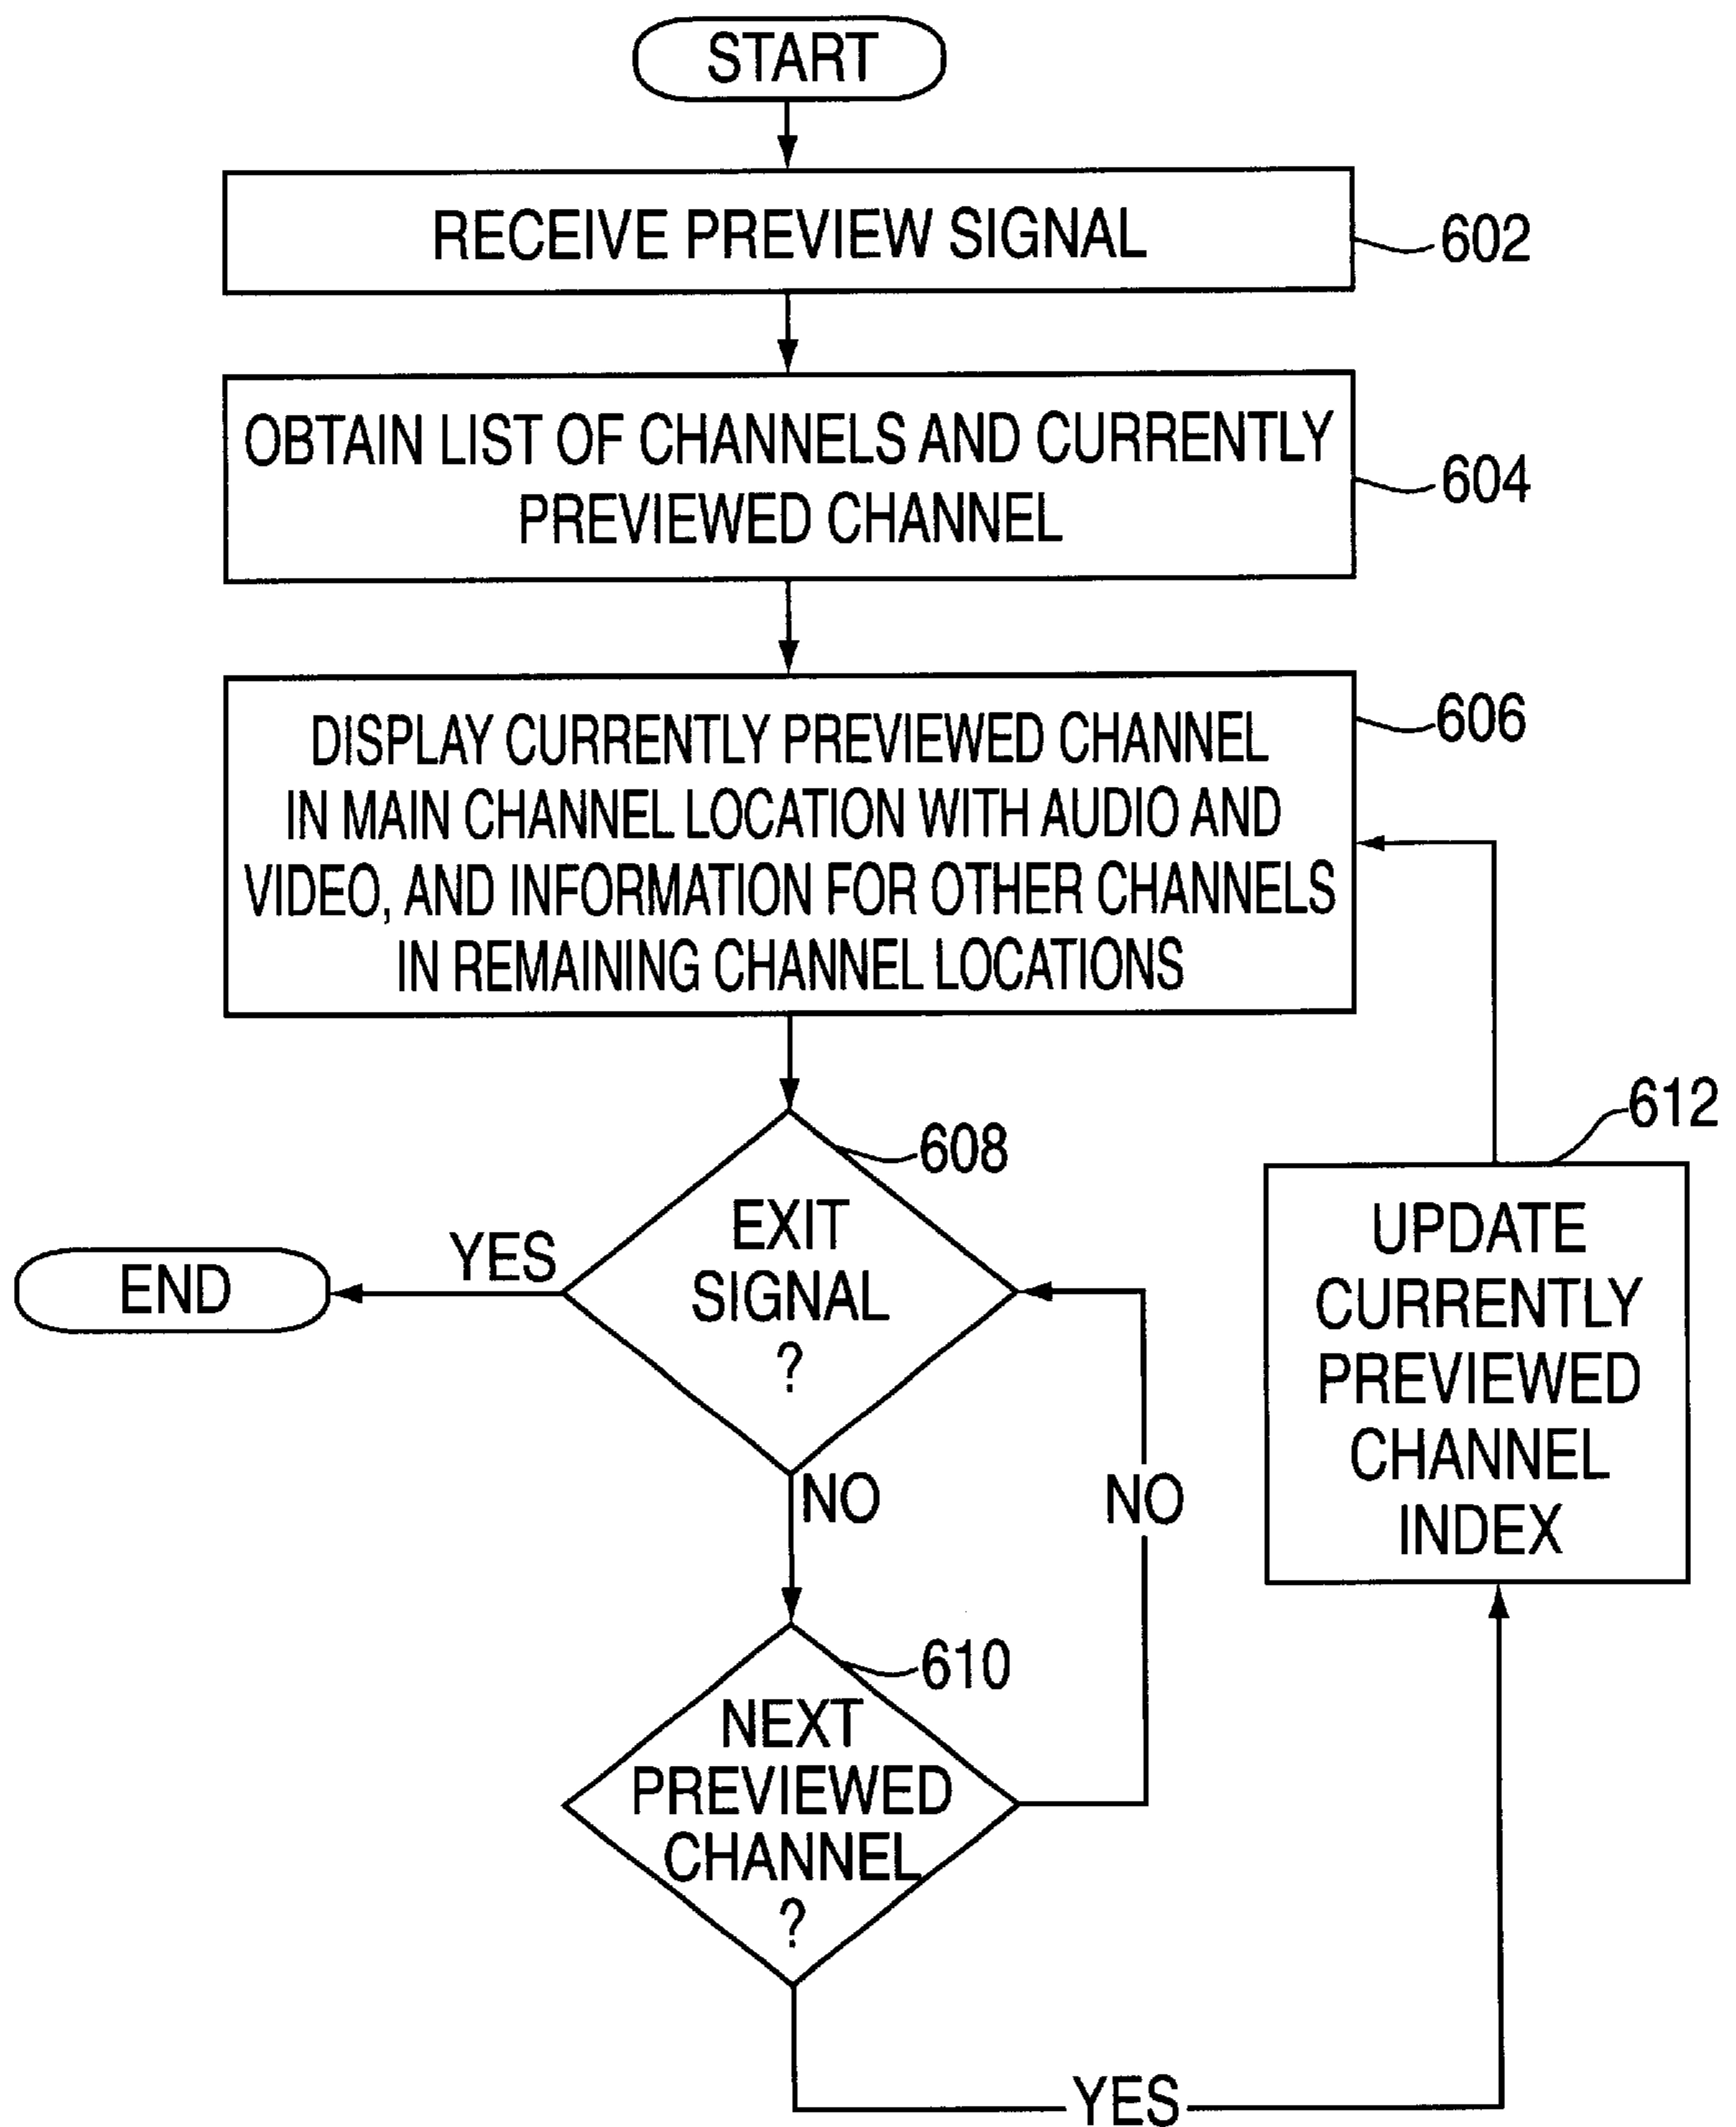 START
RECEIVE PREVIEW SIGNAL
602
OBTAIN LIST OF CHANNELS AND CURRENTLY
PREVIEWED CHANNEL
604
DISPLAY CURRENTLY PREVIEWED CHANNEL
IN MAIN CHANNEL LOCATION WITH AUDIO AND
VIDEO, AND INFORMATION FOR OTHER CHANNELS
IN REMAINING CHANNEL LOCATIONS
606
608
EXIT
SIGNAL
?
YES
END
NO
610
NEXT
PREVIEWED
CHANNEL
?
NO
YES
612
UPDATE
CURRENTLY
PREVIEWED
CHANNEL
INDEX